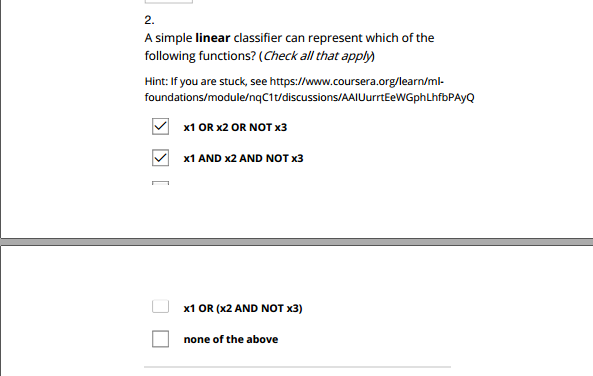 2.
A simple linear classifier can represent which of the
following functions? (Check all that apply)
Hint: If you are stuck, see https://www.coursera.org/learn/ml-
foundations/module/nqC1t/discussions/AAIUurrtEeWGphLhfbPAyQ
x1 OR x2 OR NOT x3
x1 AND x2 AND NOT x3
x1 OR (x2 AND NOT x3)
none of the above